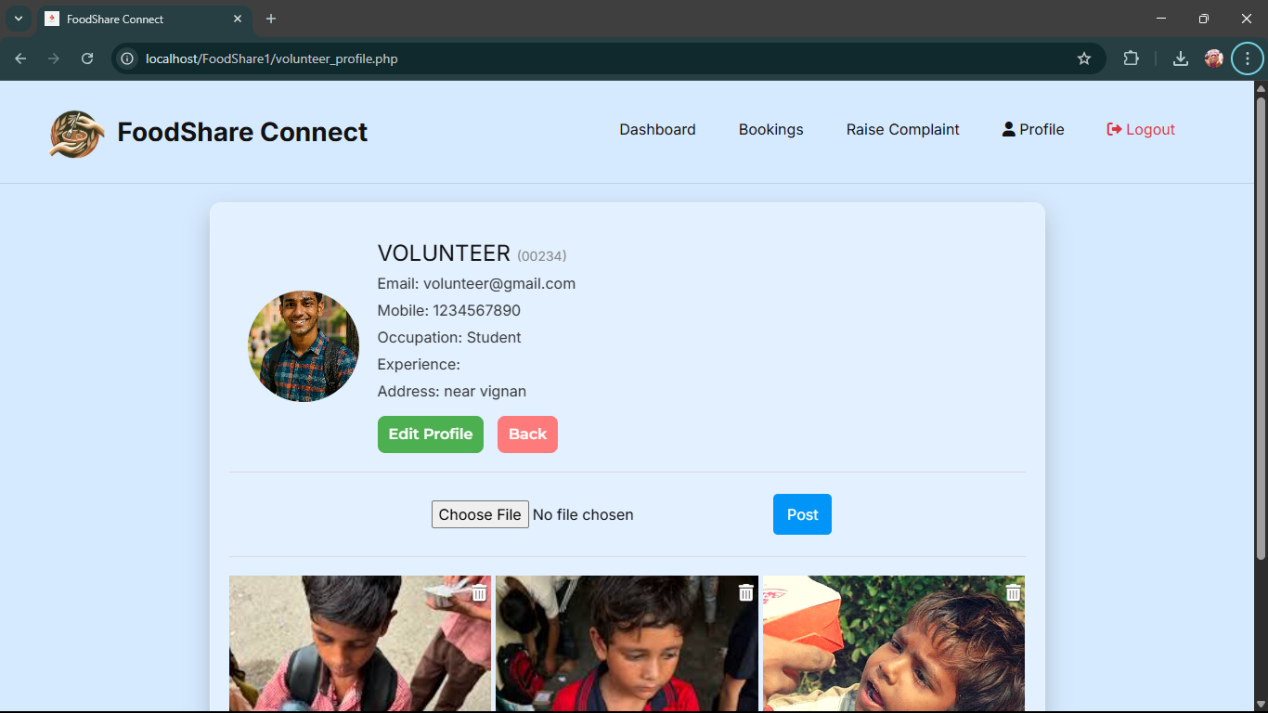 FoodShare Connect
localhost/FoodShare1/volunteer_profile.php
FoodShare Connect
Dashboard Bookings Raise Complaint Profile Logout
VOLUNTEER (00234)
Email: volunteer@gmail.com
Mobile: 1234567890
Occupation: Student
Experience:
Address: near vignan
Edit Profile Back
Choose File No file chosen Post